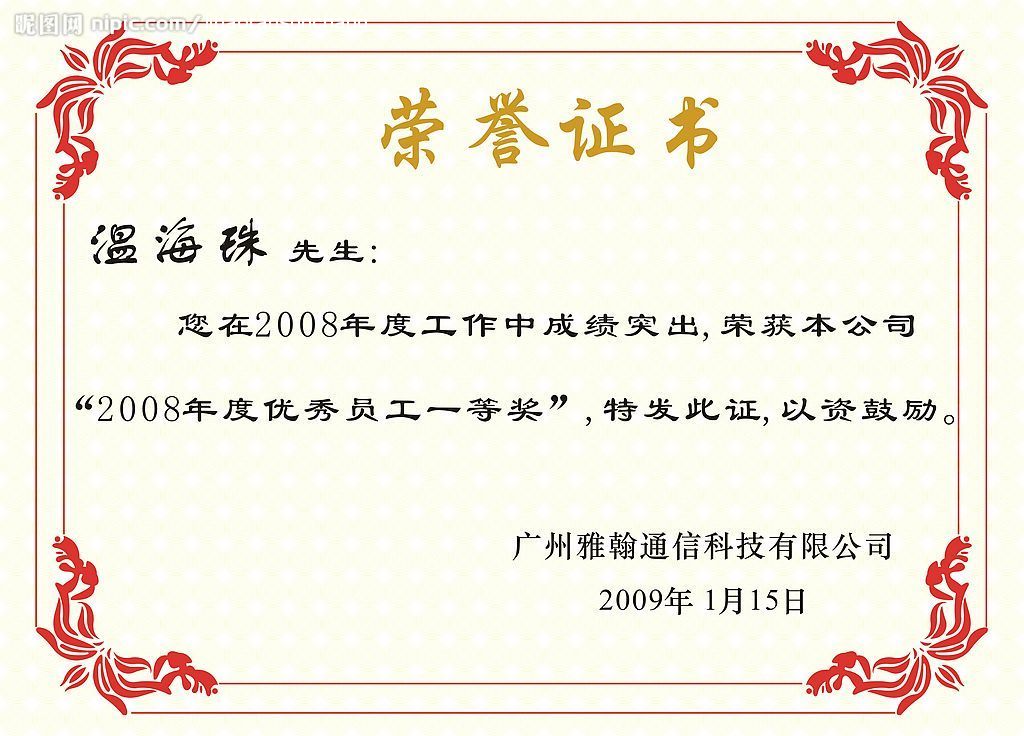 昵图网 nipic.com
荣誉证书
温海珠 先生:
您在2008年度工作中成绩突出,荣获本公司
“2008年度优秀员工一等奖”,特发此证,以资鼓励。
广州雅翰通信科技有限公司
2009年 1月15日